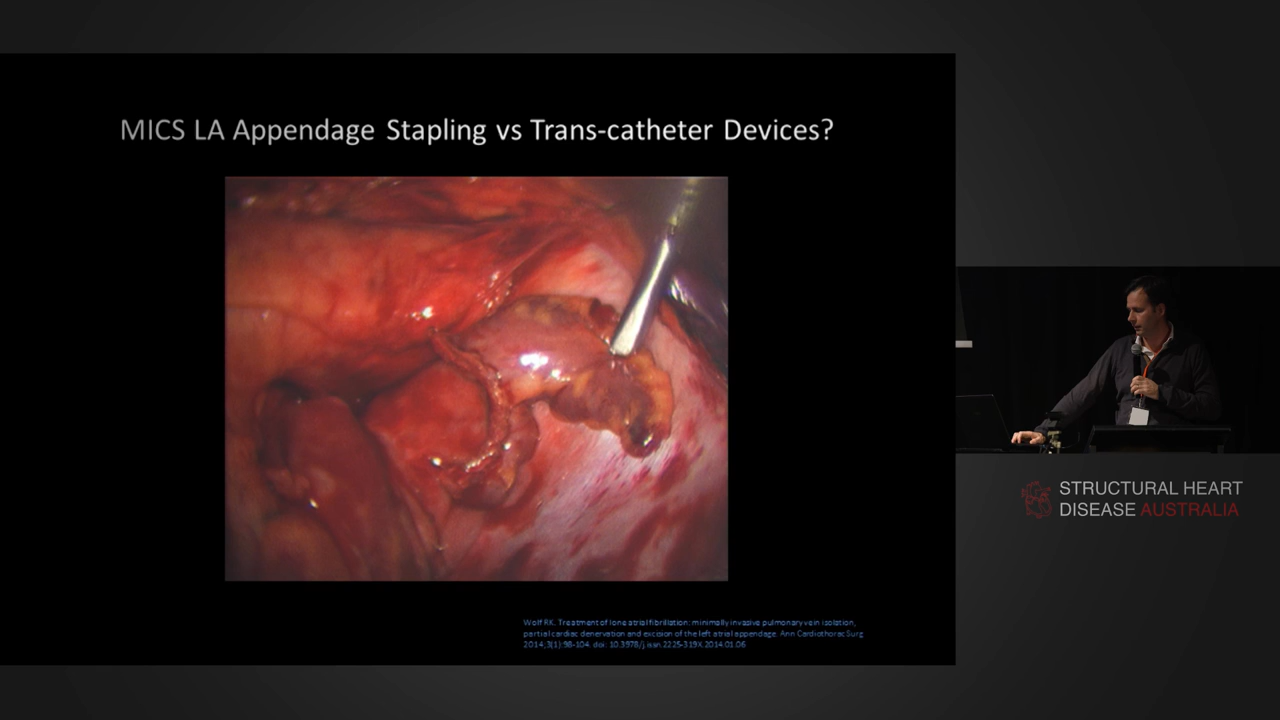 MICS LA Appendage Stapling vs Trans-catheter Devices?
Wolf RK. Treatment of lone atrial fibrillation: minimally invasive pulmonary vein isolation,
partial cardiac denervation and excision of the left atrial appendage. Ann Cardiothorac Surg
2014;3(1):98-104. doi: 10.3978/j.issn.2225-319X.2014.01.06
STRUCTURAL HEART
DISEASE AUSTRALIA